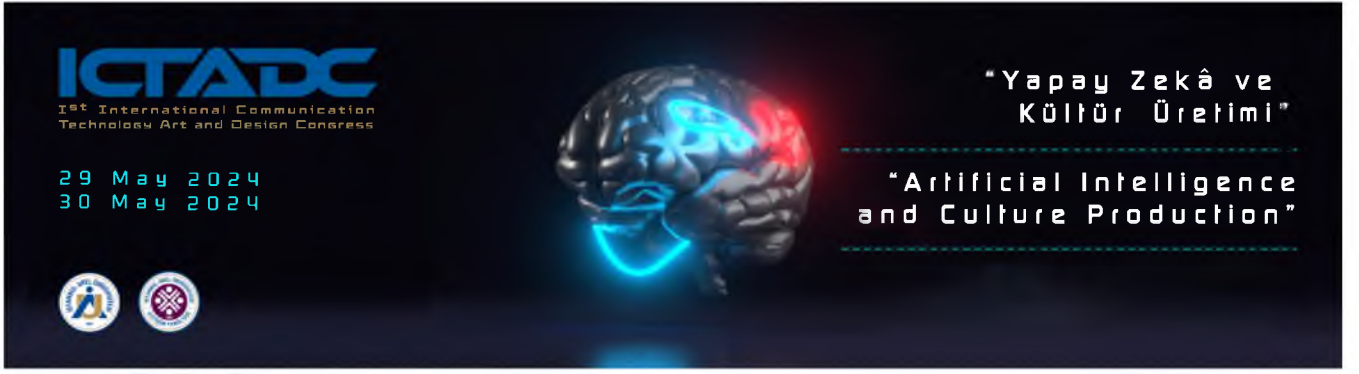 ICTADC
1st International Communication
Technology Art and Design Congress
29 May 2024
30 May 2024
"Yapay Zekâ ve
Kültür Üretimi"
"Artificial Intelligence
and Culture Production"